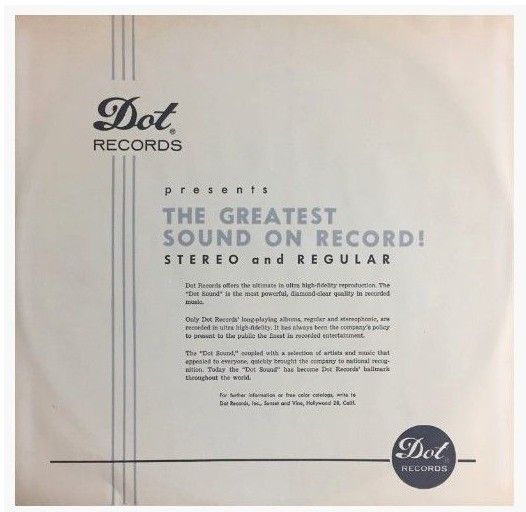 Dot®
RECORDS
presents
THE GREATEST
SOUND ON RECORD!
STEREO and REGULAR
Dot Records offers the ultimate in ultra high-fidelity reproduction. The
"Dot Sound" is the most powerful, diamond-clear quality in recorded
music.
Only Dot Records' long-playing albums, regular and stereophonic, are
recorded in ultra high-fidelity. It has always been the company's policy
to present to the public the finest in recorded entertainment.
The "Dot Sound," coupled with a selection of artists and music that
appealed to everyone, quickly brought the company to national recog-
nition. Today the "Dot Sound" has become Dot Records' hallmark
throughout the world.
For further information or free color catalogs, write to
Dot Records, Inc., Sunset and Vine, Hollywood 28, Calif.
Dot®
RECORDS